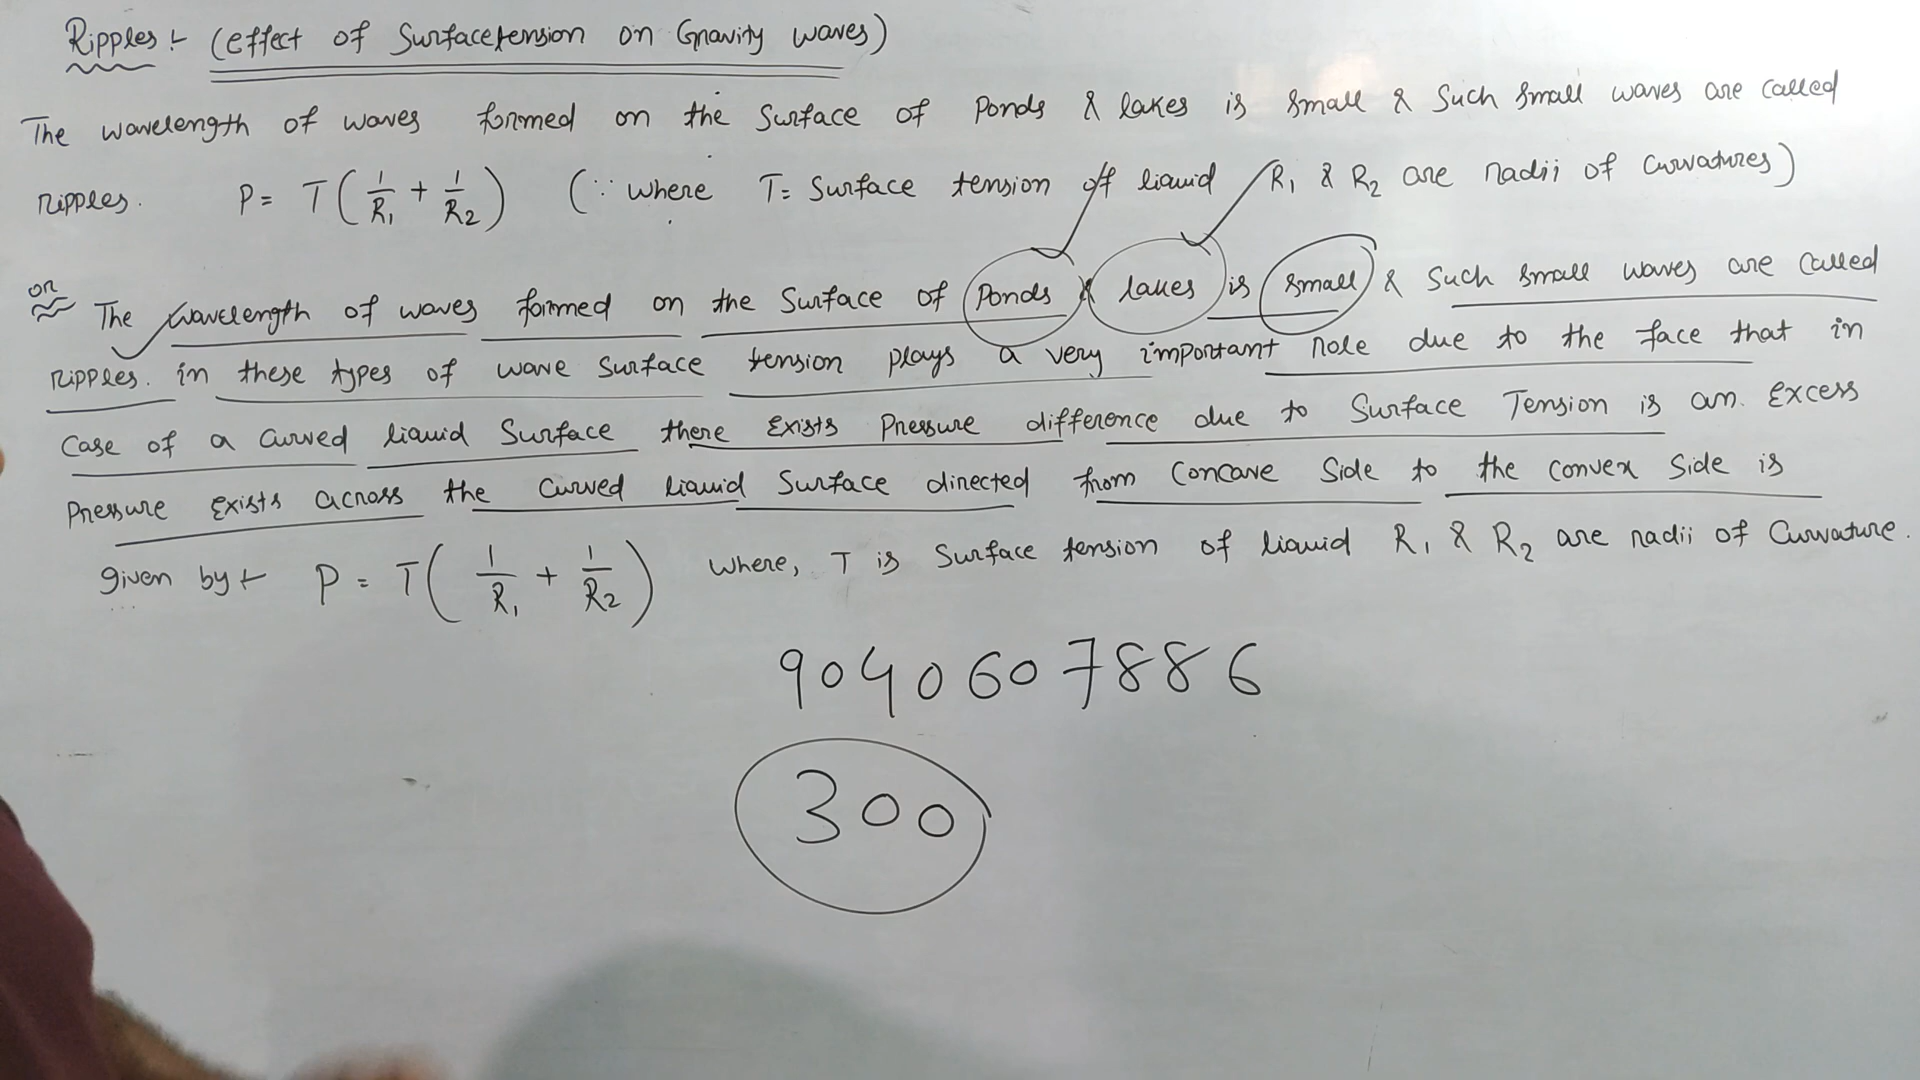 Ripples :- (effect of Surfacetension on Gravity waves)
The wavelength of waves formed on the Surface of Ponds & lakes is small & Such small waves are called
ripples. P = T(1/R₁ + 1/R₂) (∵ where T = Surface tension of liquid R₁ & R₂ are radii of curvatures)
or
The wavelength of waves formed on the Surface of Ponds & lakes is small & Such small waves are called
ripples. in these types of wave surface tension plays a very important role due to the face that in
Case of a curved liquid Surface there exists Pressure difference due to Surface Tension is an excess
Pressure exists across the curved liquid Surface directed from concave side to the convex side is
given by :- P = T(1/R₁ + 1/R₂) where, T is Surface tension of liquid R₁ & R₂ are radii of Curvature.
9040607886
300